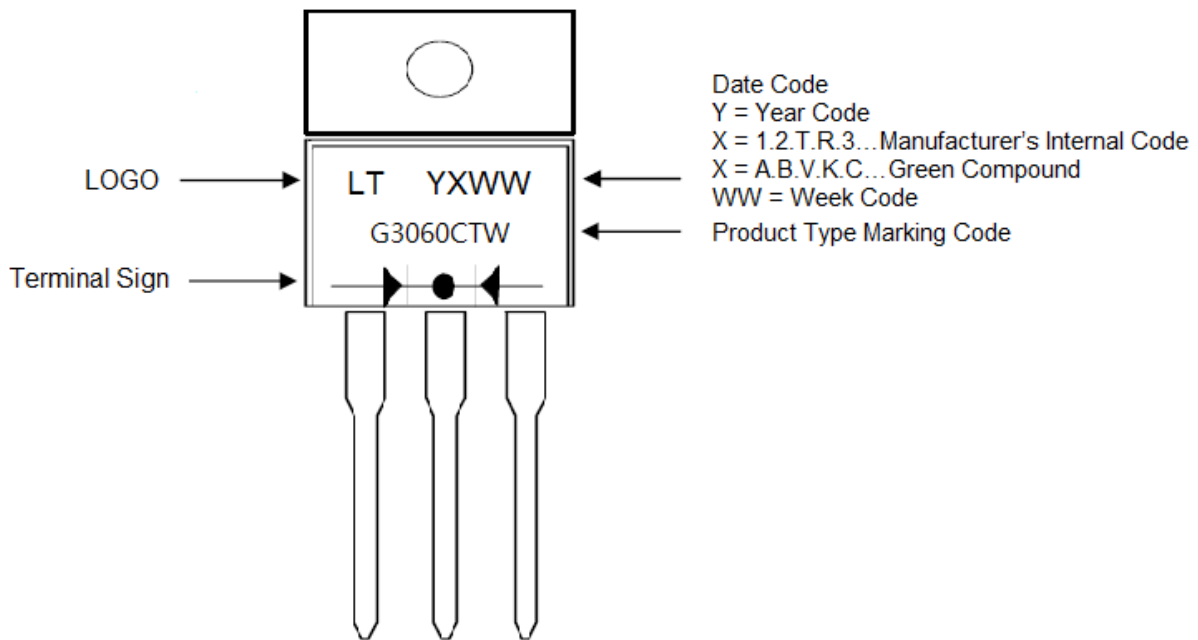 Date Code
Y = Year Code
X = 1.2.T.R.3...Manufacturer's Internal Code
X = A.B.V.K.C...Green Compound
WW = Week Code
LOGO
LT YXWW
G3060CTW
Product Type Marking Code
Terminal Sign